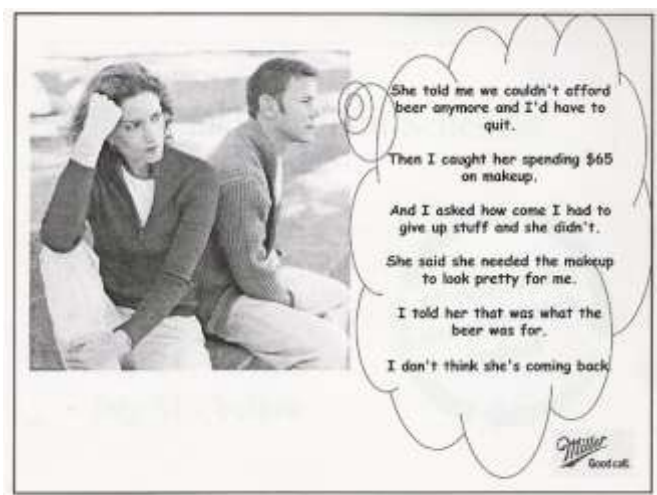 She told me we couldn't afford
beer anymore and I'd have to
quit.
Then I caught her spending $65
on makeup.
And I asked how come I had to
give up stuff and she didn't.
She said she needed the makeup
to look pretty for me.
I told her that was what the
beer was for.
I don't think she's coming back
Miller
Good call.